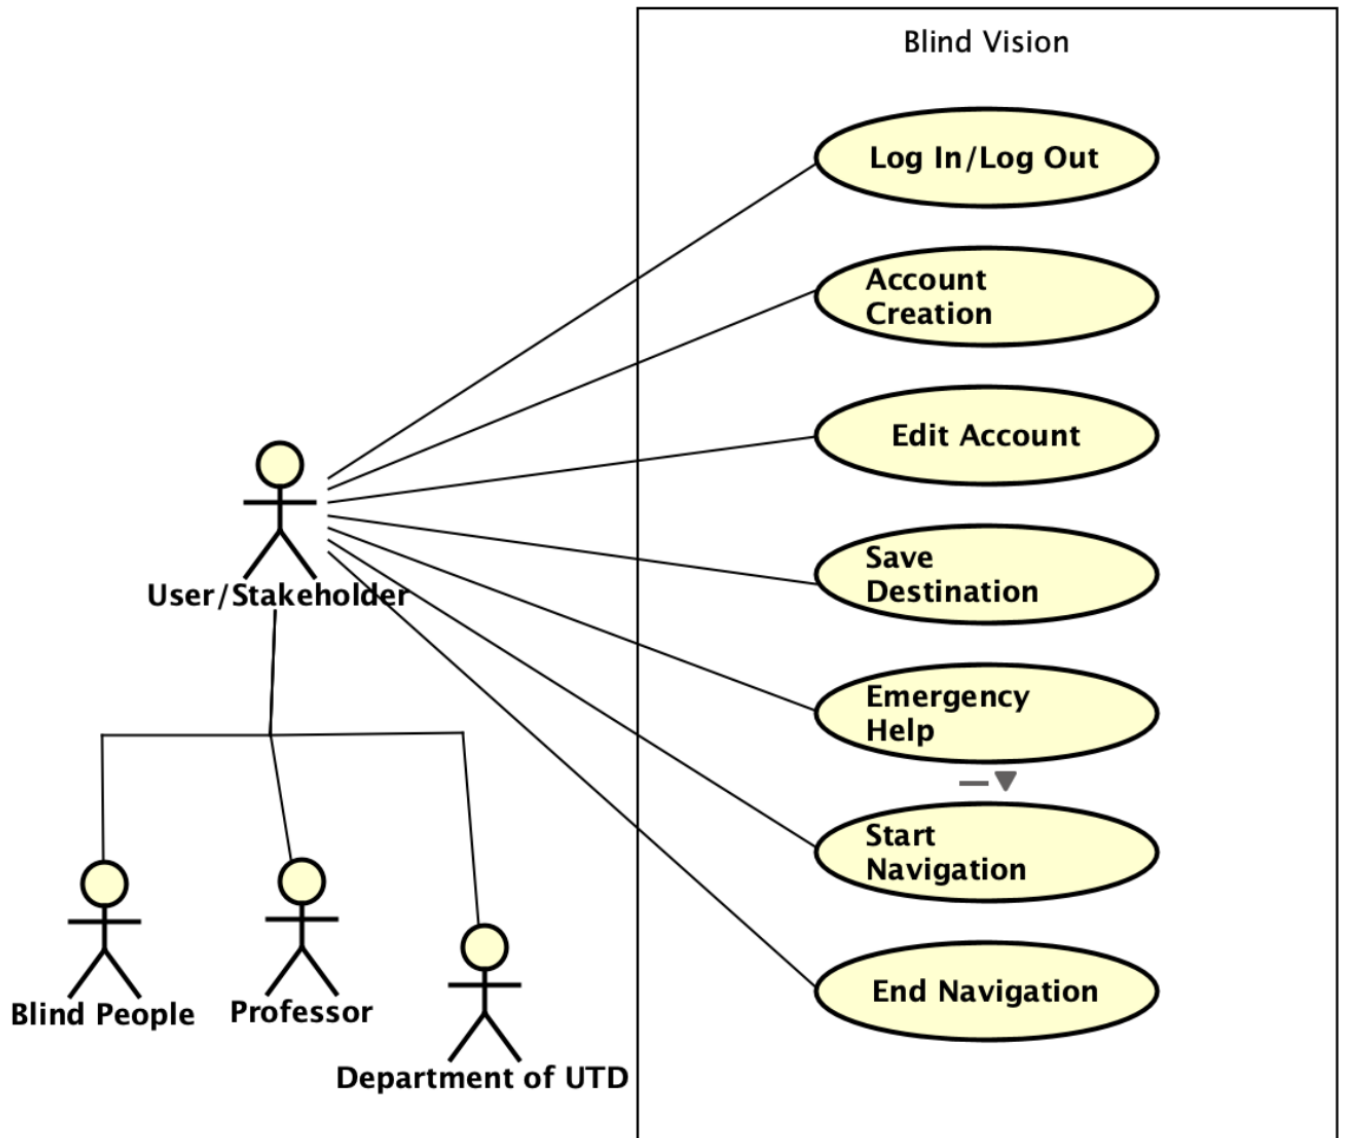 Blind Vision
Log In/Log Out
Account
Creation
Edit Account
Save
Destination
Emergency
Help
Start
Navigation
End Navigation
User/Stakeholder
Blind People
Professor
Department of UTD